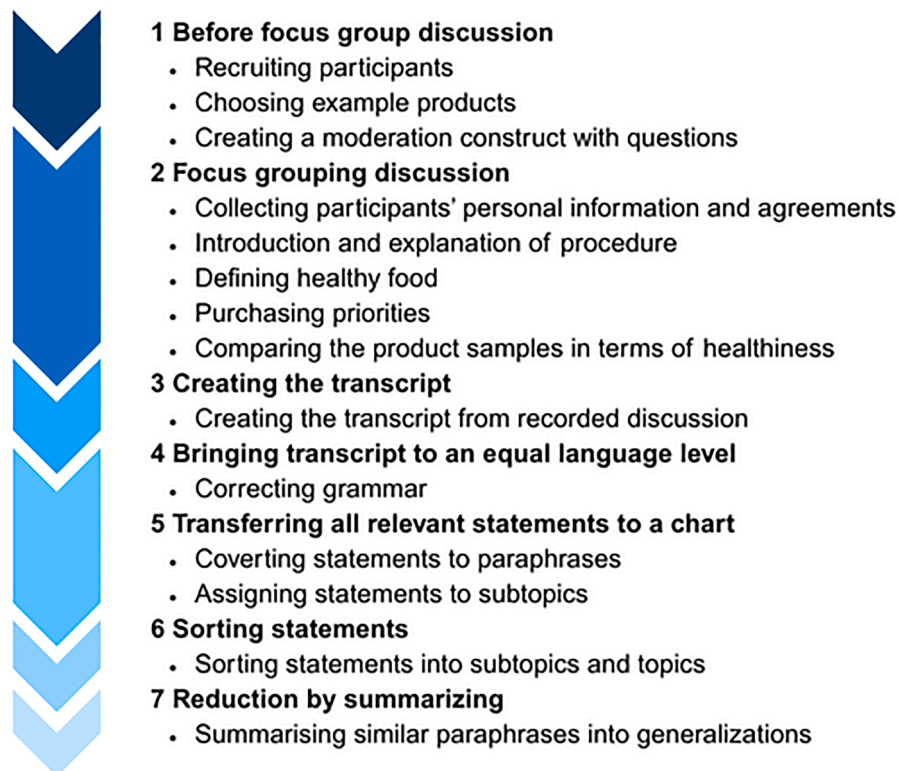 1 Before focus group discussion
• Recruiting participants
• Choosing example products
• Creating a moderation construct with questions
2 Focus grouping discussion
• Collecting participants' personal information and agreements
• Introduction and explanation of procedure
• Defining healthy food
• Purchasing priorities
• Comparing the product samples in terms of healthiness
3 Creating the transcript
• Creating the transcript from recorded discussion
4 Bringing transcript to an equal language level
• Correcting grammar
5 Transferring all relevant statements to a chart
• Coverting statements to paraphrases
• Assigning statements to subtopics
6 Sorting statements
• Sorting statements into subtopics and topics
7 Reduction by summarizing
• Summarising similar paraphrases into generalizations